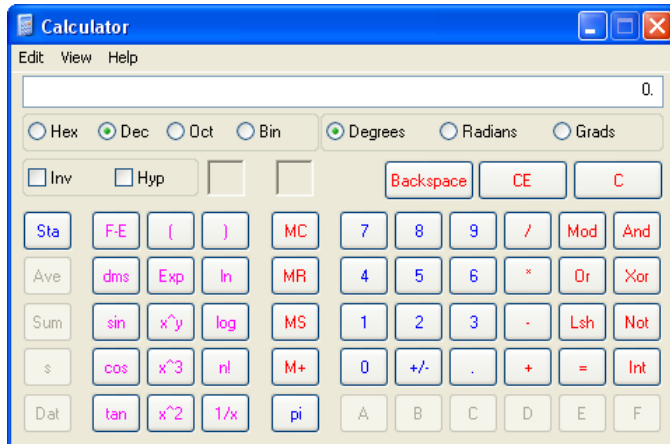 Calculator
Edit View Help
0.
Hex Dec Oct Bin Degrees Radians Grads
Inv Hyp Backspace CE C
Sta F-E ( ) MC 7 8 9 / Mod And
Ave dms Exp ln MR 4 5 6 * Or Xor
Sum sin x^y log MS 1 2 3 - Lsh Not
s cos x^3 n! M+ 0 +/- . + = Int
Dat tan x^2 1/x pi A B C D E F